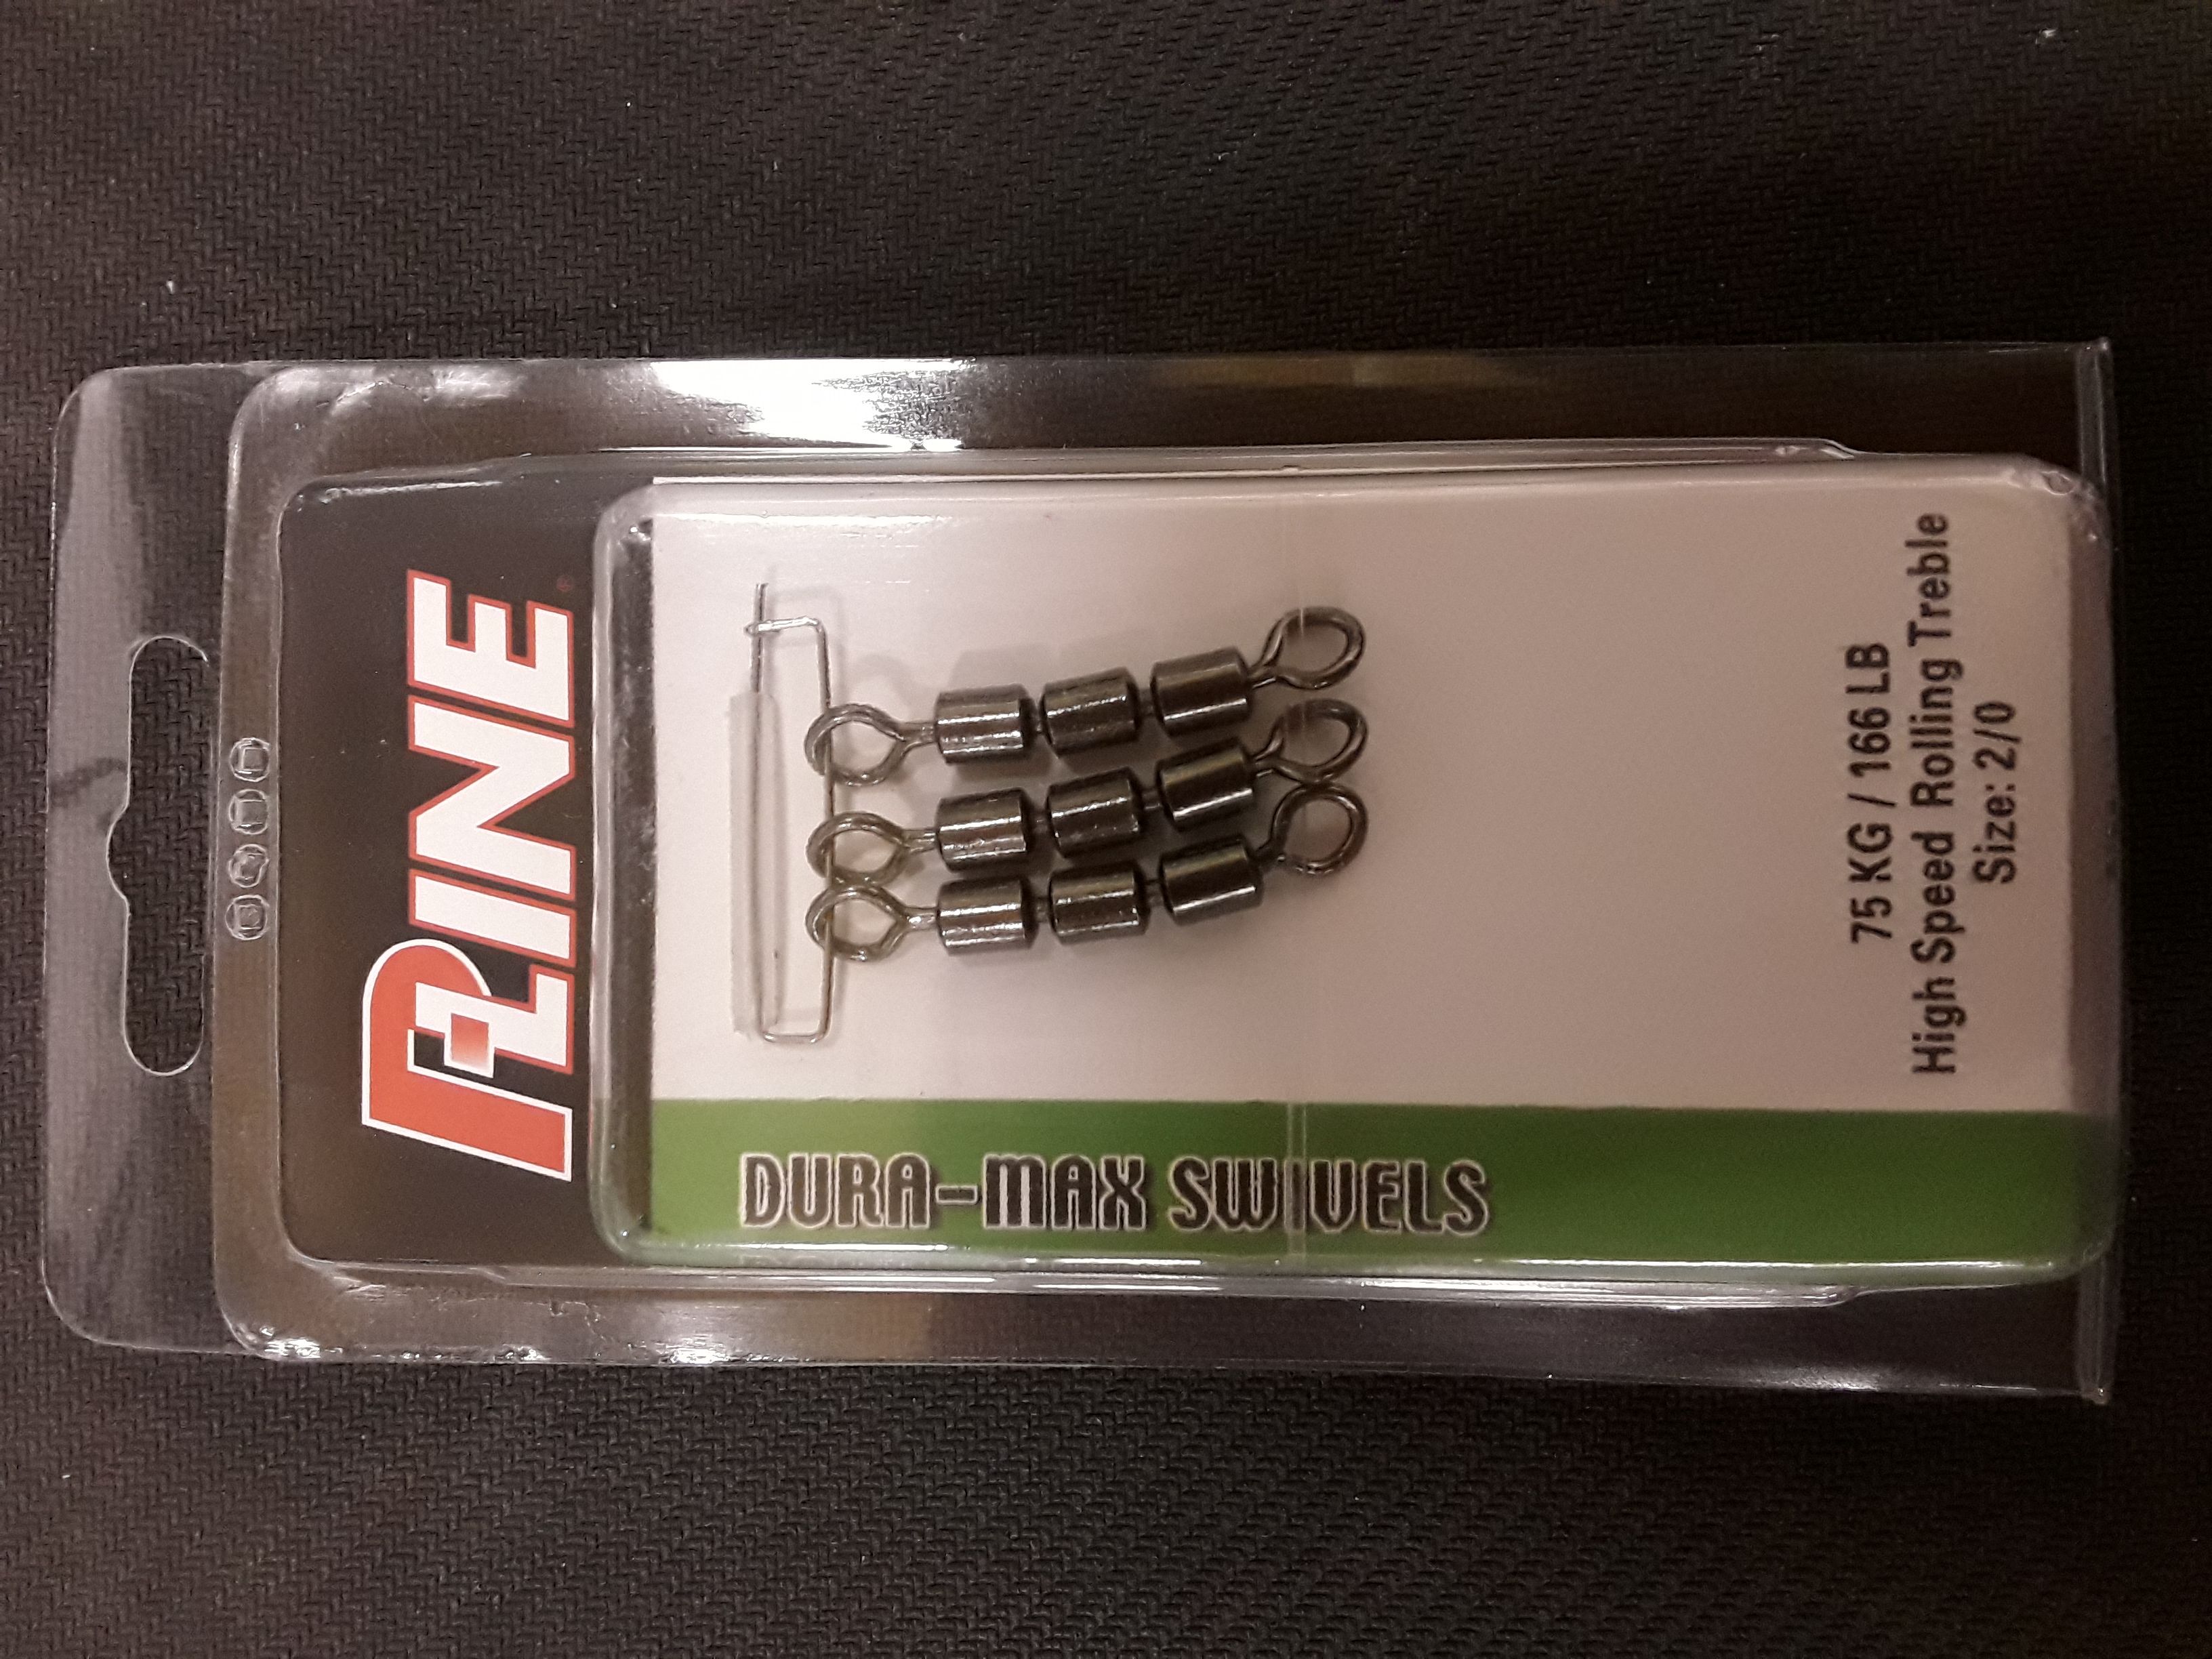 P-LINE®
DURA-MAX SWIVELS
75 KG / 166 LB
High Speed Rolling Treble
Size: 2/0